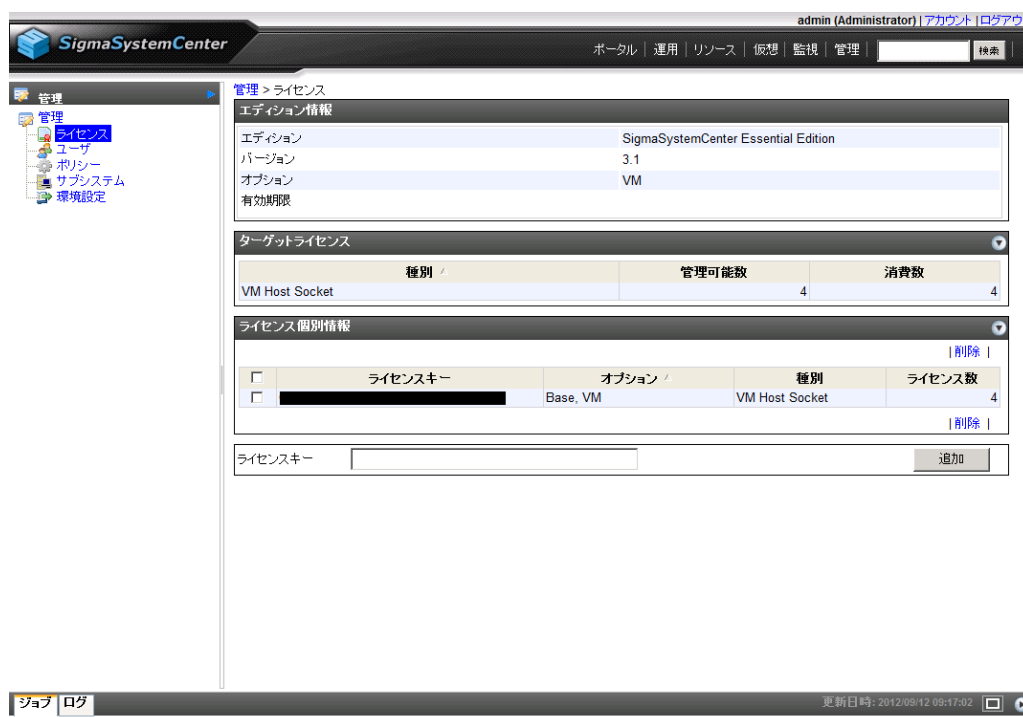 admin (Administrator) | アカウント | ログアウ
SigmaSystemCenter
ポータル | 運用 | リソース | 仮想 | 監視 | 管理 | 検索 |
管理
管理
ライセンス
ユーザ
ポリシー
サブシステム
環境設定
管理 > ライセンス
エディション情報
エディション SigmaSystemCenter Essential Edition
バージョン 3.1
オプション VM
有効期限
ターゲットライセンス
種別 管理可能数 消費数
VM Host Socket 4 4
ライセンス個別情報
| 削除 |
ライセンスキー オプション 種別 ライセンス数
Base, VM VM Host Socket 4
| 削除 |
ライセンスキー 追加
ジョブ ログ 更新日時: 2012/09/12 09:17:02